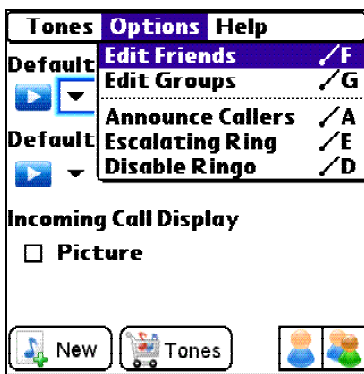 Tones Options Help
Default
Edit Friends /F
Edit Groups /G
Announce Callers /A
Default
Escalating Ring /E
Disable Ringo /D
Incoming Call Display
Picture
New
Tones